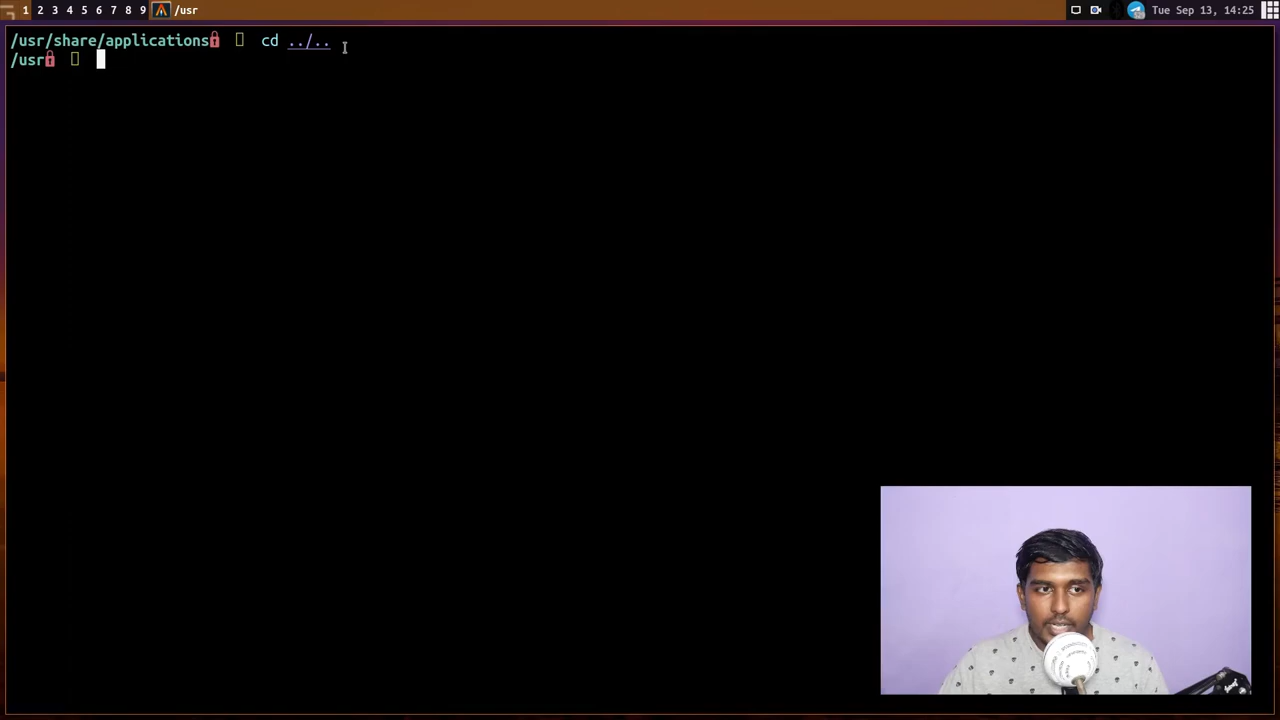 1 2 3 4 5 6 7 8 9 /usr Tue Sep 13, 14:25
/usr/share/applications cd ../..
/usr